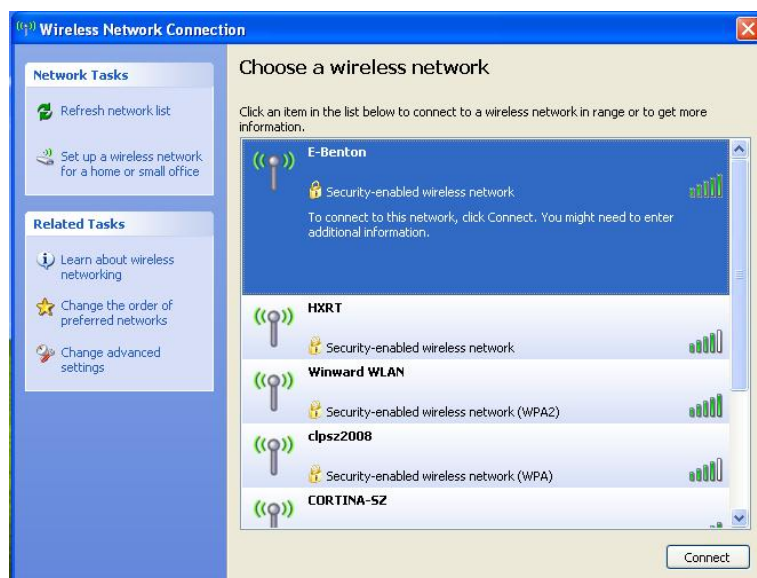 Wireless Network Connection
Network Tasks
Refresh network list
Set up a wireless network
for a home or small office
Related Tasks
Learn about wireless
networking
Change the order of
preferred networks
Change advanced
settings
Choose a wireless network
Click an item in the list below to connect to a wireless network in range or to get more
information.
E-Benton
Security-enabled wireless network
To connect to this network, click Connect. You might need to enter
additional information.
HXRT
Security-enabled wireless network
Winward WLAN
Security-enabled wireless network (WPA2)
clpsz2008
Security-enabled wireless network (WPA)
CORTINA-SZ
Connect